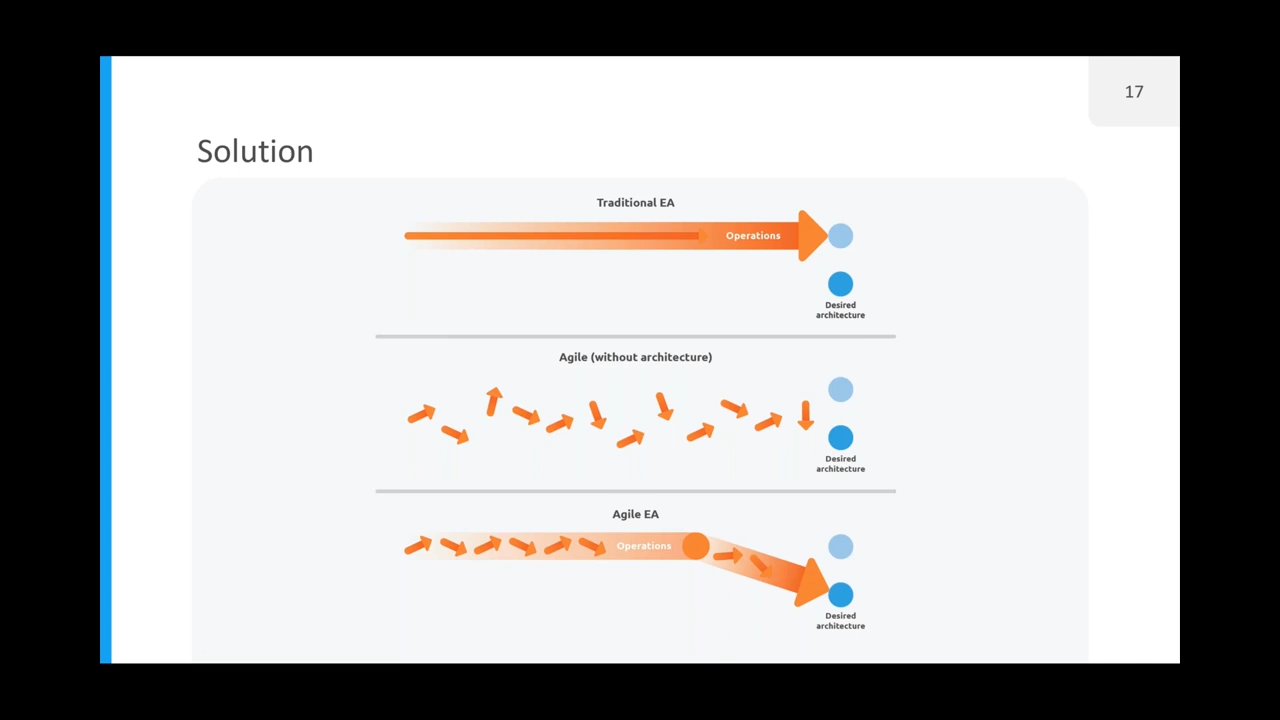 17
Solution
Traditional EA
Operations
Desired
architecture
Agile (without architecture)
Desired
architecture
Agile EA
Operations
Desired
architecture